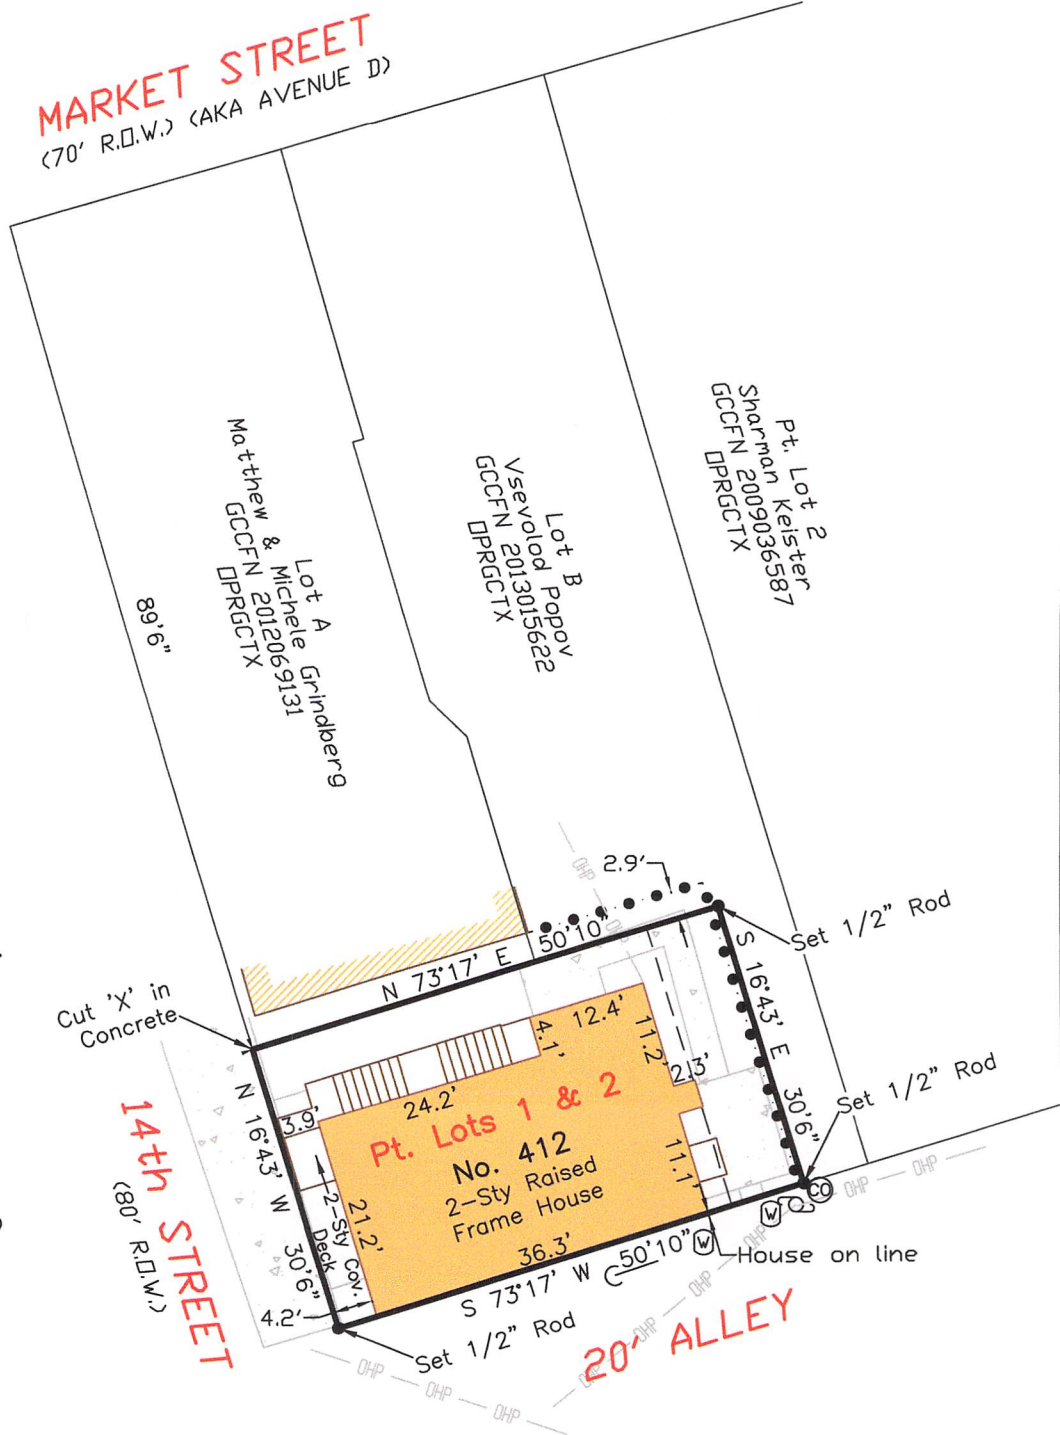 MARKET STREET
(70' R.O.W.) (AKA AVENUE D)
89'6"
Lot A
Matthew & Michele Grindberg
GCCFN 2012069131
OPRGCTX
Lot B
Vsevolod Popov
GCCFN 2013015622
OPRGCTX
Pt. Lot 2
Sharman Keister
GCCFN 2009036587
OPRGCTX
OHP
2.9'
OHP
Set 1/2" Rod
N 73°17' E 50'10"
S 16°43' E 30'6"
Cut 'X' in
Concrete
N 16°43' W 30'6"
3.9'
24.2'
4.1'
12.4'
11.2'
2.3'
Set 1/2" Rod
Pt. Lots 1 & 2
No. 412
2-Sty Raised
Frame House
11.1'
21.2'
36.3'
2-Sty Cov.
Deck
4.2'
S 73°17' W 50'10"
W
W
CO
OHP
OHP
House on line
Set 1/2" Rod
14th STREET
(80' R.O.W.)
20' ALLEY
OHP
OHP
OHP
OHP
OHP
OHP